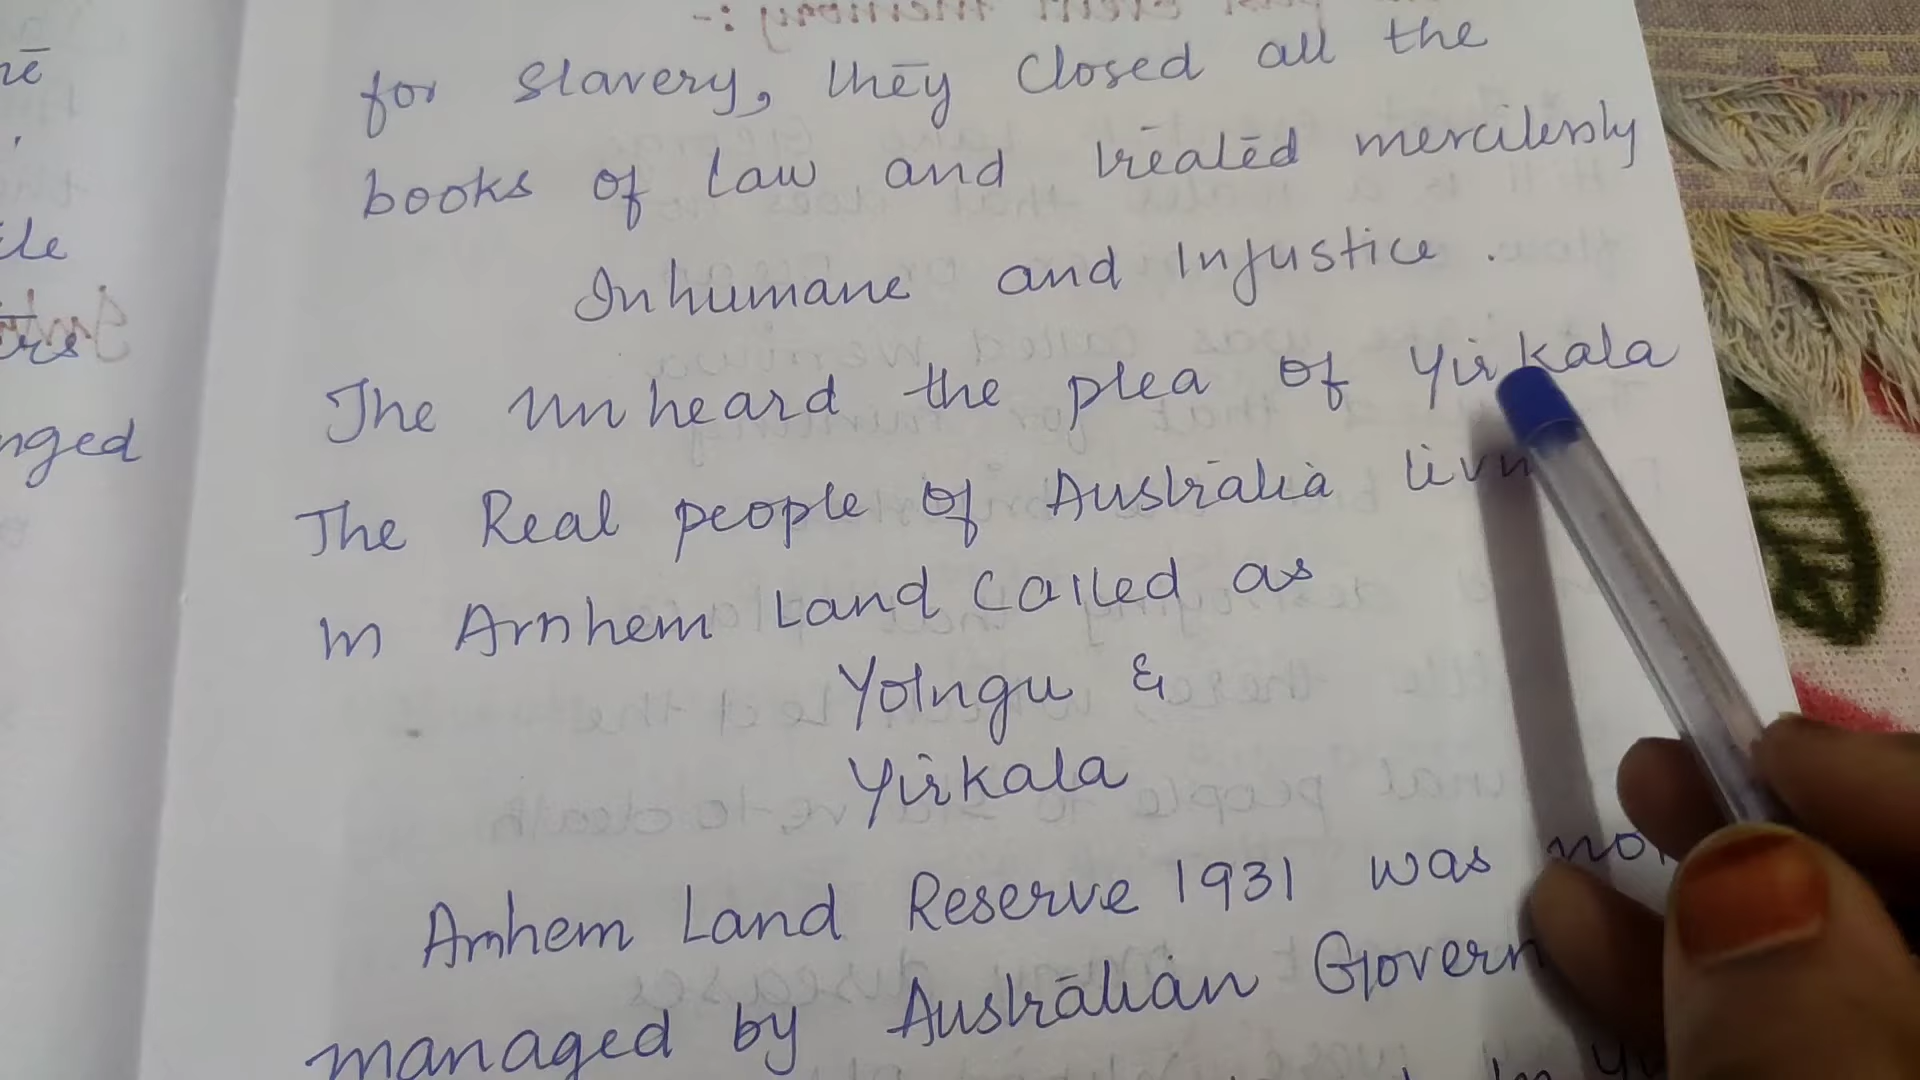 for slavery, they closed all the
books of law and treated mercilessly
Inhumane and Injustice.
The unheard the plea of Yirkala
The Real people of Australia
in Arnhem Land called as
Yolngu &
Yirkala
Arnhem Land Reserve 1931 was
managed by Australian
nged